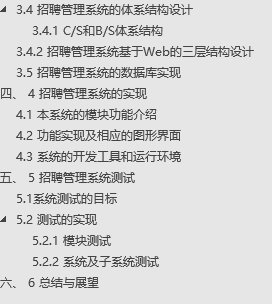 3.4 招聘管理系统的体系结构设计
3.4.1 C/S和B/S体系结构
3.4.2 招聘管理系统基于Web的三层结构设计
3.5 招聘管理系统的数据库实现
四、 4 招聘管理系统的实现
4.1 本系统的模块功能介绍
4.2 功能实现及相应的图形界面
4.3 系统的开发工具和运行环境
五、 5 招聘管理系统测试
5.1系统测试的目标
5.2 测试的实现
5.2.1 模块测试
5.2.2 系统及子系统测试
六、 6 总结与展望